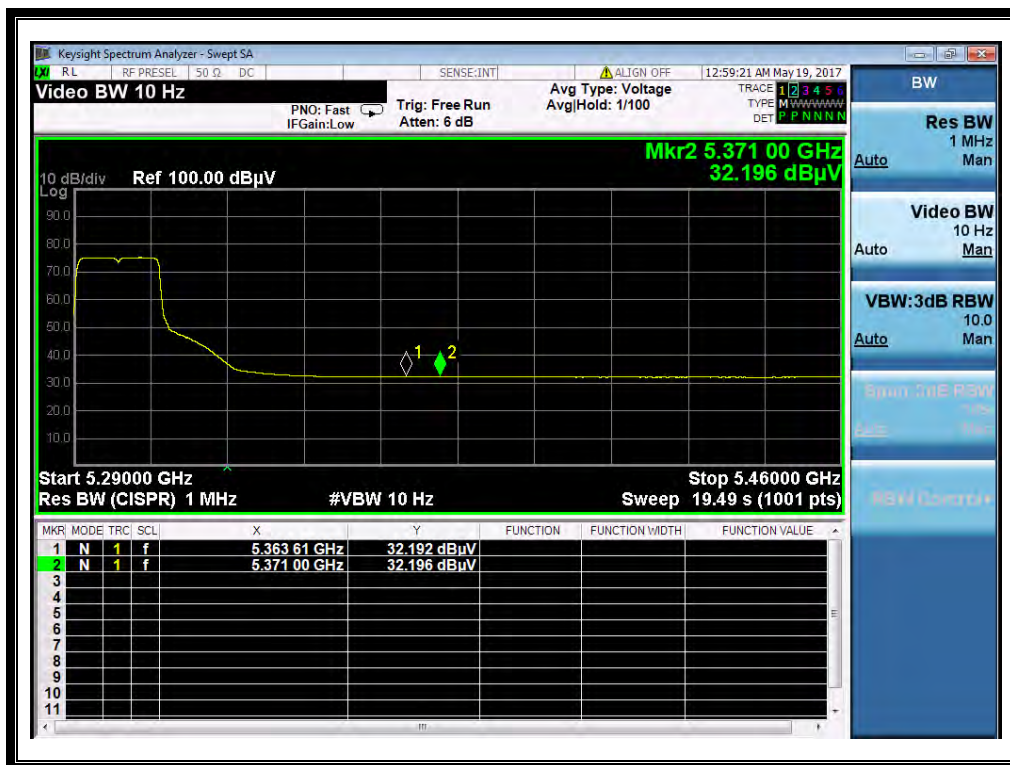 Keysight Spectrum Analyzer - Swept SA
LXI RL RF PRESEL 50 Ω DC SENSE:INT ALIGN OFF 12:59:21 AM May 19, 2017
Video BW 10 Hz
PNO: Fast
IFGain:Low
Trig: Free Run
Atten: 6 dB
Avg Type: Voltage
Avg|Hold: 1/100
TRACE 1 2 3 4 5 6
TYPE M WWWWW
DET P P N N N N
Mkr2 5.371 00 GHz
32.196 dBµV
10 dB/div Ref 100.00 dBµV
Log
90.0
80.0
70.0
60.0
50.0
40.0
30.0
20.0
10.0
1 2
Start 5.29000 GHz Stop 5.46000 GHz
Res BW (CISPR) 1 MHz #VBW 10 Hz Sweep 19.49 s (1001 pts)
MKR MODE TRC SCL X Y FUNCTION FUNCTION WIDTH FUNCTION VALUE
1 N 1 f 5.363 61 GHz 32.192 dBµV
2 N 1 f 5.371 00 GHz 32.196 dBµV
3
4
5
6
7
8
9
10
11
BW
Res BW
1 MHz
Auto Man
Video BW
10 Hz
Auto Man
VBW:3dB RBW
10.0
Auto Man
Span:3dB RBW